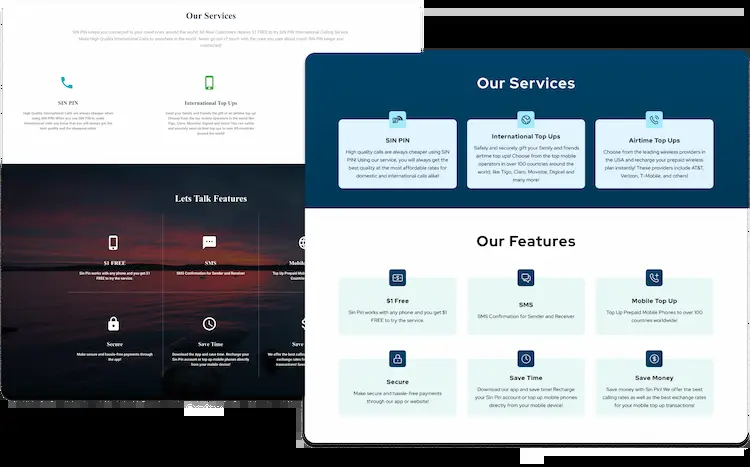 Our Services
SIN PIN keeps you connected to your loved ones around the world. All New Customers receive $1 FREE to try SIN PIN International Calling Service.
Make High Quality International Calls to anywhere in the world. Never go out of touch with the ones you care about most! SIN PIN keeps you
connected!
SIN PIN
High Quality International calls are always cheaper when
using SIN PIN! When you use SIN PIN to make
International calls you know that you will always get the
best quality and the cheapest calls!
International Top Ups
Send your family and friends the gift of an airtime top up!
Choose from the top mobile operators in the world like
Tigo, Claro, Movistar, Digicel and more! You can safely
and securely send airtime top ups to over 100 countries
around the world!
Lets Talk Features
$1 FREE
Sin Pin works with any phone and you get $1
FREE to try the service.
SMS
SMS Confirmation for Sender and Receiver
Mobile
Top Up Prepaid Mobile
Countries
Secure
Make secure and hassle-free payments through
the app!
Save Time
Download the app and save time. Recharge your
Sin Pin account or top up mobile phones directly
from your mobile device!
Save
We offer the best calling
exchange rates for
transactions! Save
Our Services
SIN PIN
High quality calls are always cheaper using SIN
PIN! Using our service, you will always get the
best quality at the most affordable rates for
domestic and international calls alike!
International Top Ups
Safely and securely gift your family and friends
airtime top ups! Choose from the top mobile
operators in over 100 countries around the
world, like Tigo, Claro, Movistar, Digicel and
many more!
Airtime Top Ups
Choose from the leading wireless providers in
the USA and recharge your prepaid wireless
plan instantly! These providers include AT&T,
Verizon, T-Mobile, and others!
Our Features
$1 Free
Sin Pin works with any phone and you get $1
FREE to try the service.
SMS
SMS Confirmation for Sender and Receiver
Mobile Top Up
Top Up Prepaid Mobile Phones to over 100
countries worldwide.
Secure
Make secure and hassle-free payments
through our app or website!
Save Time
Download our app and save time! Recharge
your Sin Pin account or top up mobile phones
directly from your mobile device!
Save Money
Save money with Sin Pin! We offer the best
calling rates as well as the best exchange rates
for your mobile top up transactions!